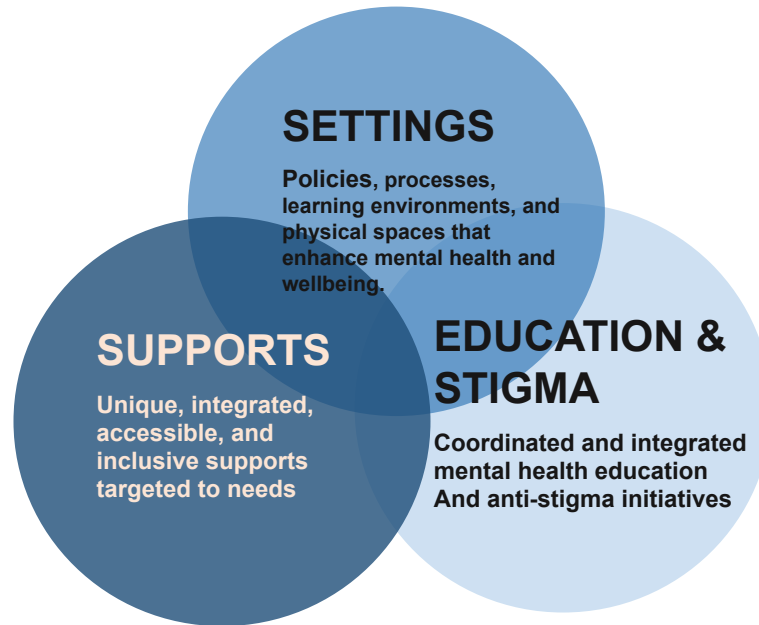 SETTINGS
Policies, processes,
learning environments, and
physical spaces that
enhance mental health and
wellbeing.
SUPPORTS
Unique, integrated,
accessible, and
inclusive supports
targeted to needs
EDUCATION &
STIGMA
Coordinated and integrated
mental health education
And anti-stigma initiatives